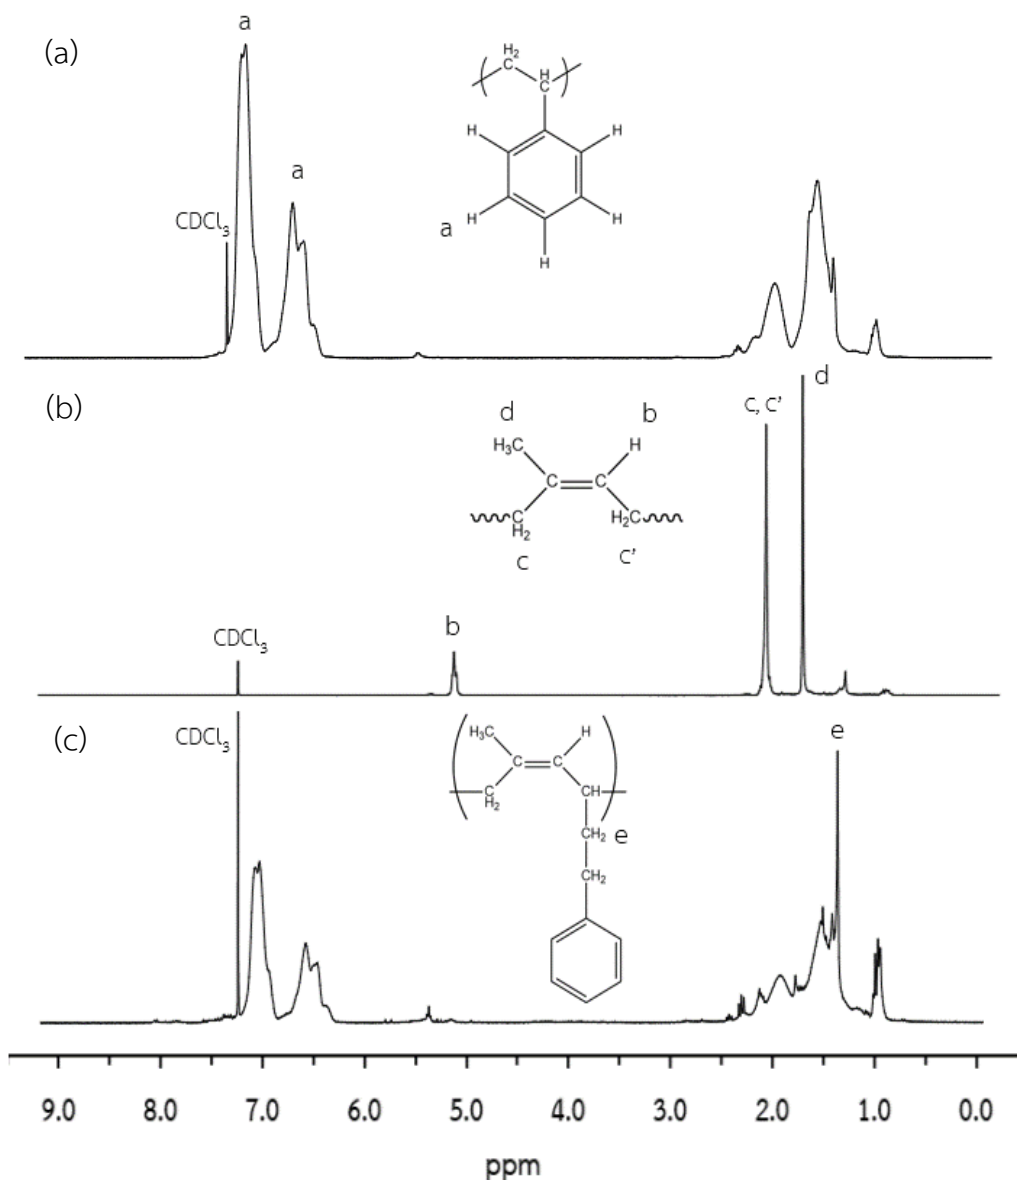 (a)
a
a
CDCl₃
H₂
C
H
C
H
H
H
H
a
H
(b)
d
b
c, c'
d
H₃C
H
C
C
C
H₂
H₂C
c
c'
CDCl₃
b
(c)
CDCl₃
e
H₃C
H
C
C
C
H₂
CH
CH₂
e
CH₂
9.0 8.0 7.0 6.0 5.0 4.0 3.0 2.0 1.0 0.0
ppm